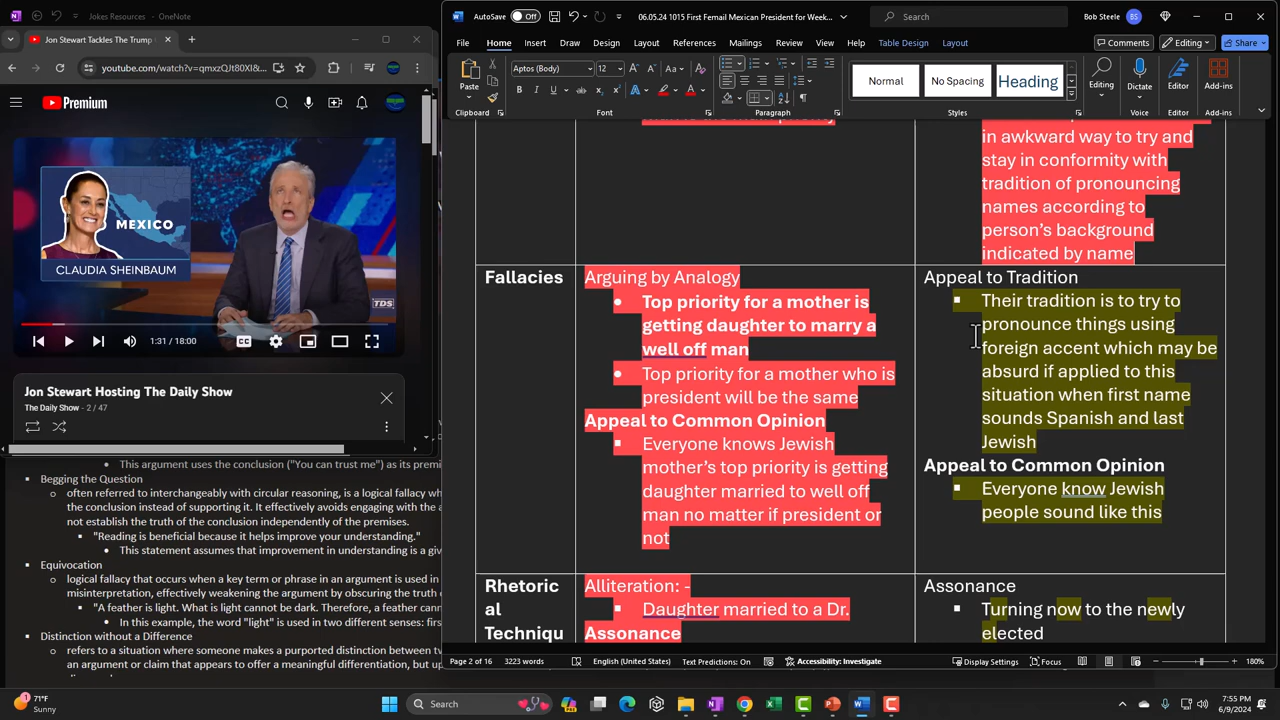 Jokes Resources - OneNote
Jon Stewart Tackles The Trump
youtube.com/watch?v=qmxzQJt80XI&
Premium
MEXICO
CLAUDIA SHEINBAUM
TDS
1:31 / 18:00
CC
Jon Stewart Hosting The Daily Show
The Daily Show - 2 / 47
This argument uses the conclusion ("You can trust me") as its premi
Begging the Question
often referred to interchangeably with circular reasoning, is a logical fallacy wh
the conclusion instead of supporting it. It effectively avoids engaging with the a
not establish the truth of the conclusion independently of the premises.
"Reading is beneficial because it helps improve your understanding."
This statement assumes that improvement in understanding is d
Equivocation
logical fallacy that occurs when a key term or phrase in an argument is used in
misinterpretation, effectively weakening the argument by obscuring the truth
"A feather is light. What is light cannot be dark. Therefore, a feather cannot
In this example, the word "light" is used in two different senses: firs
Distinction without a Difference
refers to a situation where someone makes a purported distinction between t
an argument or claim that appears to offer a meaningful differentiation, but up
AutoSave Off
06.05.24 1015 First Femail Mexican President for Week...
Search
Bob Steele BS
File Home Insert Draw Design Layout References Mailings Review View Help Table Design Layout
Comments Editing Share
Paste
Clipboard
Aptos (Body) 12
Font
Paragraph
Normal No Spacing Heading
Styles
Editing
Dictate
Voice
Editor
Editor
Add-ins
Add-ins
in awkward way to try and
stay in conformity with
tradition of pronouncing
names according to
person's background
indicated by name
Fallacies
Arguing by Analogy
Top priority for a mother is
getting daughter to marry a
well off man
Top priority for a mother who is
president will be the same
Appeal to Common Opinion
Everyone knows Jewish
mother's top priority is getting
daughter married to well off
man no matter if president or
not
Appeal to Tradition
Their tradition is to try to
pronounce things using
foreign accent which may be
absurd if applied to this
situation when first name
sounds Spanish and last
Jewish
Appeal to Common Opinion
Everyone know Jewish
people sound like this
Rhetoric
al
Techniqu
Alliteration: -
Daughter married to a Dr.
Assonance
Assonance
Turning now to the newly
elected
Page 2 of 16 3223 words English (United States) Text Predictions: On Accessibility: Investigate Display Settings Focus 180%
71°F
Sunny
Search
7:55 PM
6/9/2024